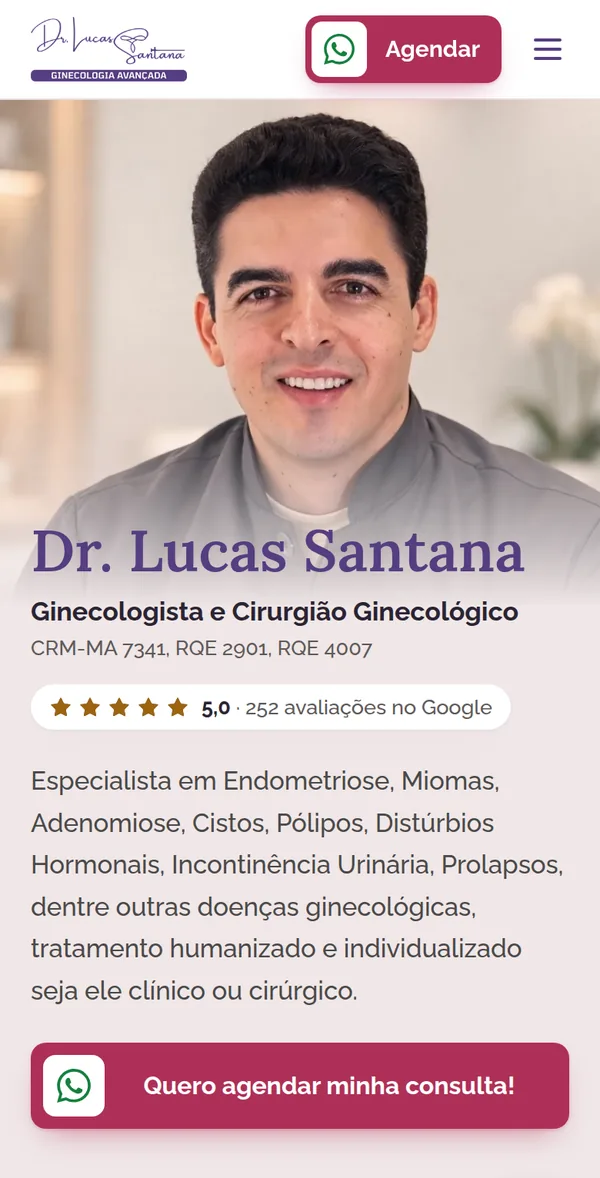 Dr. Lucas Santana
GINECOLOGIA AVANÇADA
Agendar
Dr. Lucas Santana
Ginecologista e Cirurgião Ginecológico
CRM-MA 7341, RQE 2901, RQE 4007
5,0 · 252 avaliações no Google
Especialista em Endometriose, Miomas,
Adenomiose, Cistos, Pólipos, Distúrbios
Hormonais, Incontinência Urinária, Prolapsos,
dentre outras doenças ginecológicas,
tratamento humanizado e individualizado
seja ele clínico ou cirúrgico.
Quero agendar minha consulta!